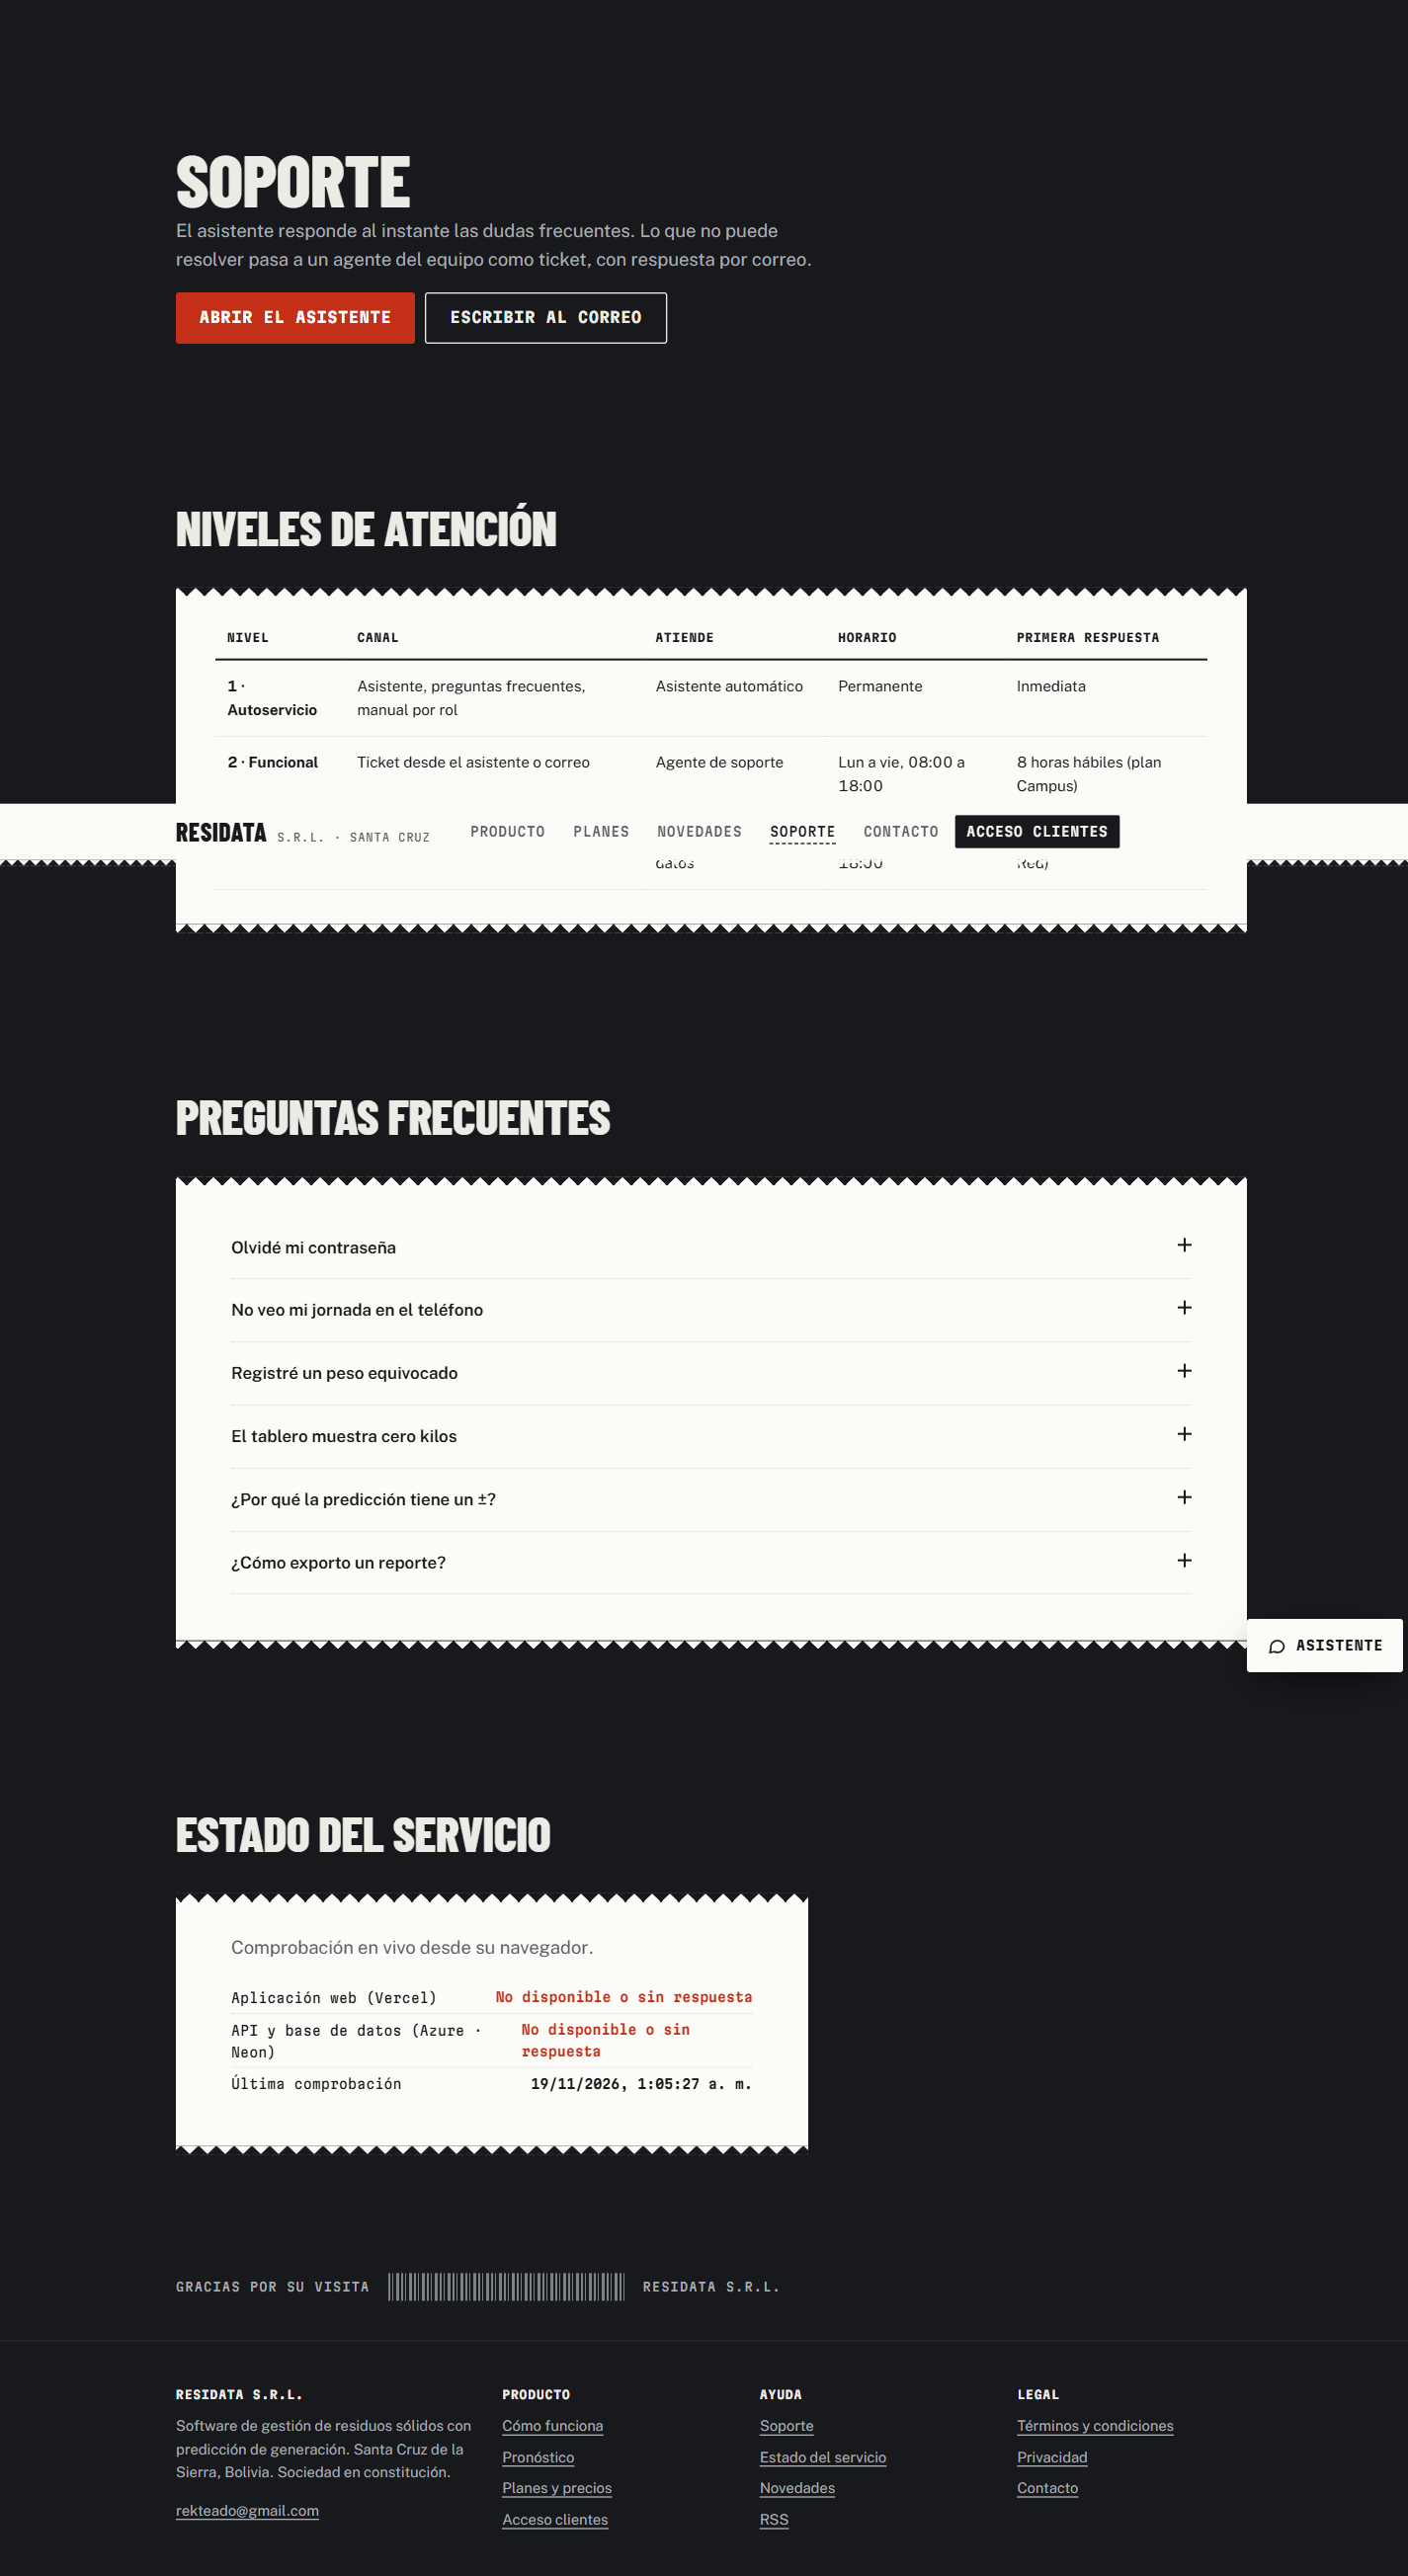 SOPORTE
El asistente responde al instante las dudas frecuentes. Lo que no puede
resolver pasa a un agente del equipo como ticket, con respuesta por correo.
ABRIR EL ASISTENTE
ESCRIBIR AL CORREO
NIVELES DE ATENCIÓN
NIVEL CANAL ATIENDE HORARIO PRIMERA RESPUESTA
1 · Asistente, preguntas frecuentes, Asistente automático Permanente Inmediata
Autoservicio manual por rol
2 · Funcional Ticket desde el asistente o correo Agente de soporte Lun a vie, 08:00 a 8 horas hábiles (plan
18:00 Campus)
RESIDATA S.R.L. · SANTA CRUZ PRODUCTO PLANES NOVEDADES SOPORTE CONTACTO ACCESO CLIENTES
datos 18:00 Red)
PREGUNTAS FRECUENTES
Olvidé mi contraseña
No veo mi jornada en el teléfono
Registré un peso equivocado
El tablero muestra cero kilos
¿Por qué la predicción tiene un ±?
¿Cómo exporto un reporte?
ASISTENTE
ESTADO DEL SERVICIO
Comprobación en vivo desde su navegador.
Aplicación web (Vercel) No disponible o sin respuesta
API y base de datos (Azure · No disponible o sin
Neon) respuesta
Última comprobación 19/11/2026, 1:05:27 a. m.
GRACIAS POR SU VISITA RESIDATA S.R.L.
RESIDATA S.R.L.
Software de gestión de residuos sólidos con
predicción de generación. Santa Cruz de la
Sierra, Bolivia. Sociedad en constitución.
rekteado@gmail.com
PRODUCTO
Cómo funciona
Pronóstico
Planes y precios
Acceso clientes
AYUDA
Soporte
Estado del servicio
Novedades
RSS
LEGAL
Términos y condiciones
Privacidad
Contacto